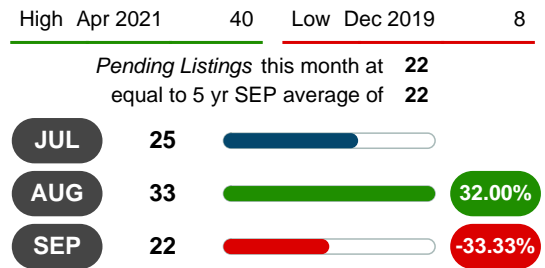 High Apr 2021 40 Low Dec 2019 8
Pending Listings this month at 22
equal to 5 yr SEP average of 22
JUL 25
AUG 33 32.00%
SEP 22 -33.33%